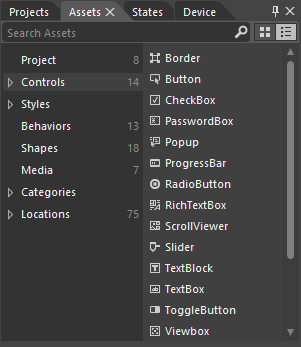 Projects Assets States Device
Search Assets
Project 8
Controls 14
Styles
Behaviors 13
Shapes 18
Media 7
Categories
Locations 75
Border
Button
CheckBox
PasswordBox
Popup
ProgressBar
RadioButton
RichTextBox
ScrollViewer
Slider
TextBlock
TextBox
ToggleButton
Viewbox